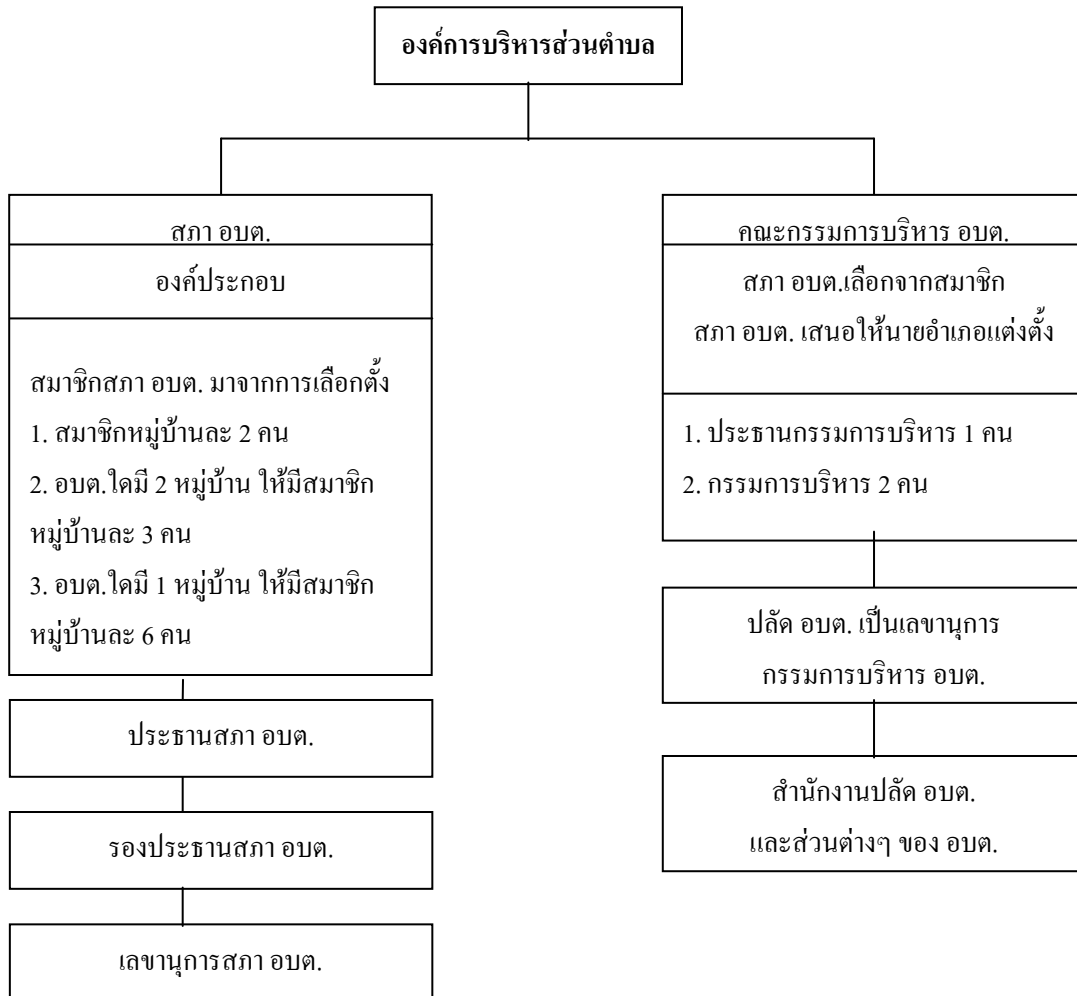 องค์การบริหารส่วนตำบล
สภา อบต.
องค์ประกอบ
สมาชิกสภา อบต. มาจากการเลือกตั้ง
1. สมาชิกหมู่บ้านละ 2 คน
2. อบต.ใดมี 2 หมู่บ้าน ให้มีสมาชิก
หมู่บ้านละ 3 คน
3. อบต.ใดมี 1 หมู่บ้าน ให้มีสมาชิก
หมู่บ้านละ 6 คน
ประธานสภา อบต.
รองประธานสภา อบต.
เลขานุการสภา อบต.
คณะกรรมการบริหาร อบต.
สภา อบต.เลือกจากสมาชิก
สภา อบต. เสนอให้นายอำเภอแต่งตั้ง
1. ประธานกรรมการบริหาร 1 คน
2. กรรมการบริหาร 2 คน
ปลัด อบต. เป็นเลขานุการ
กรรมการบริหาร อบต.
สำนักงานปลัด อบต.
และส่วนต่างๆ ของ อบต.